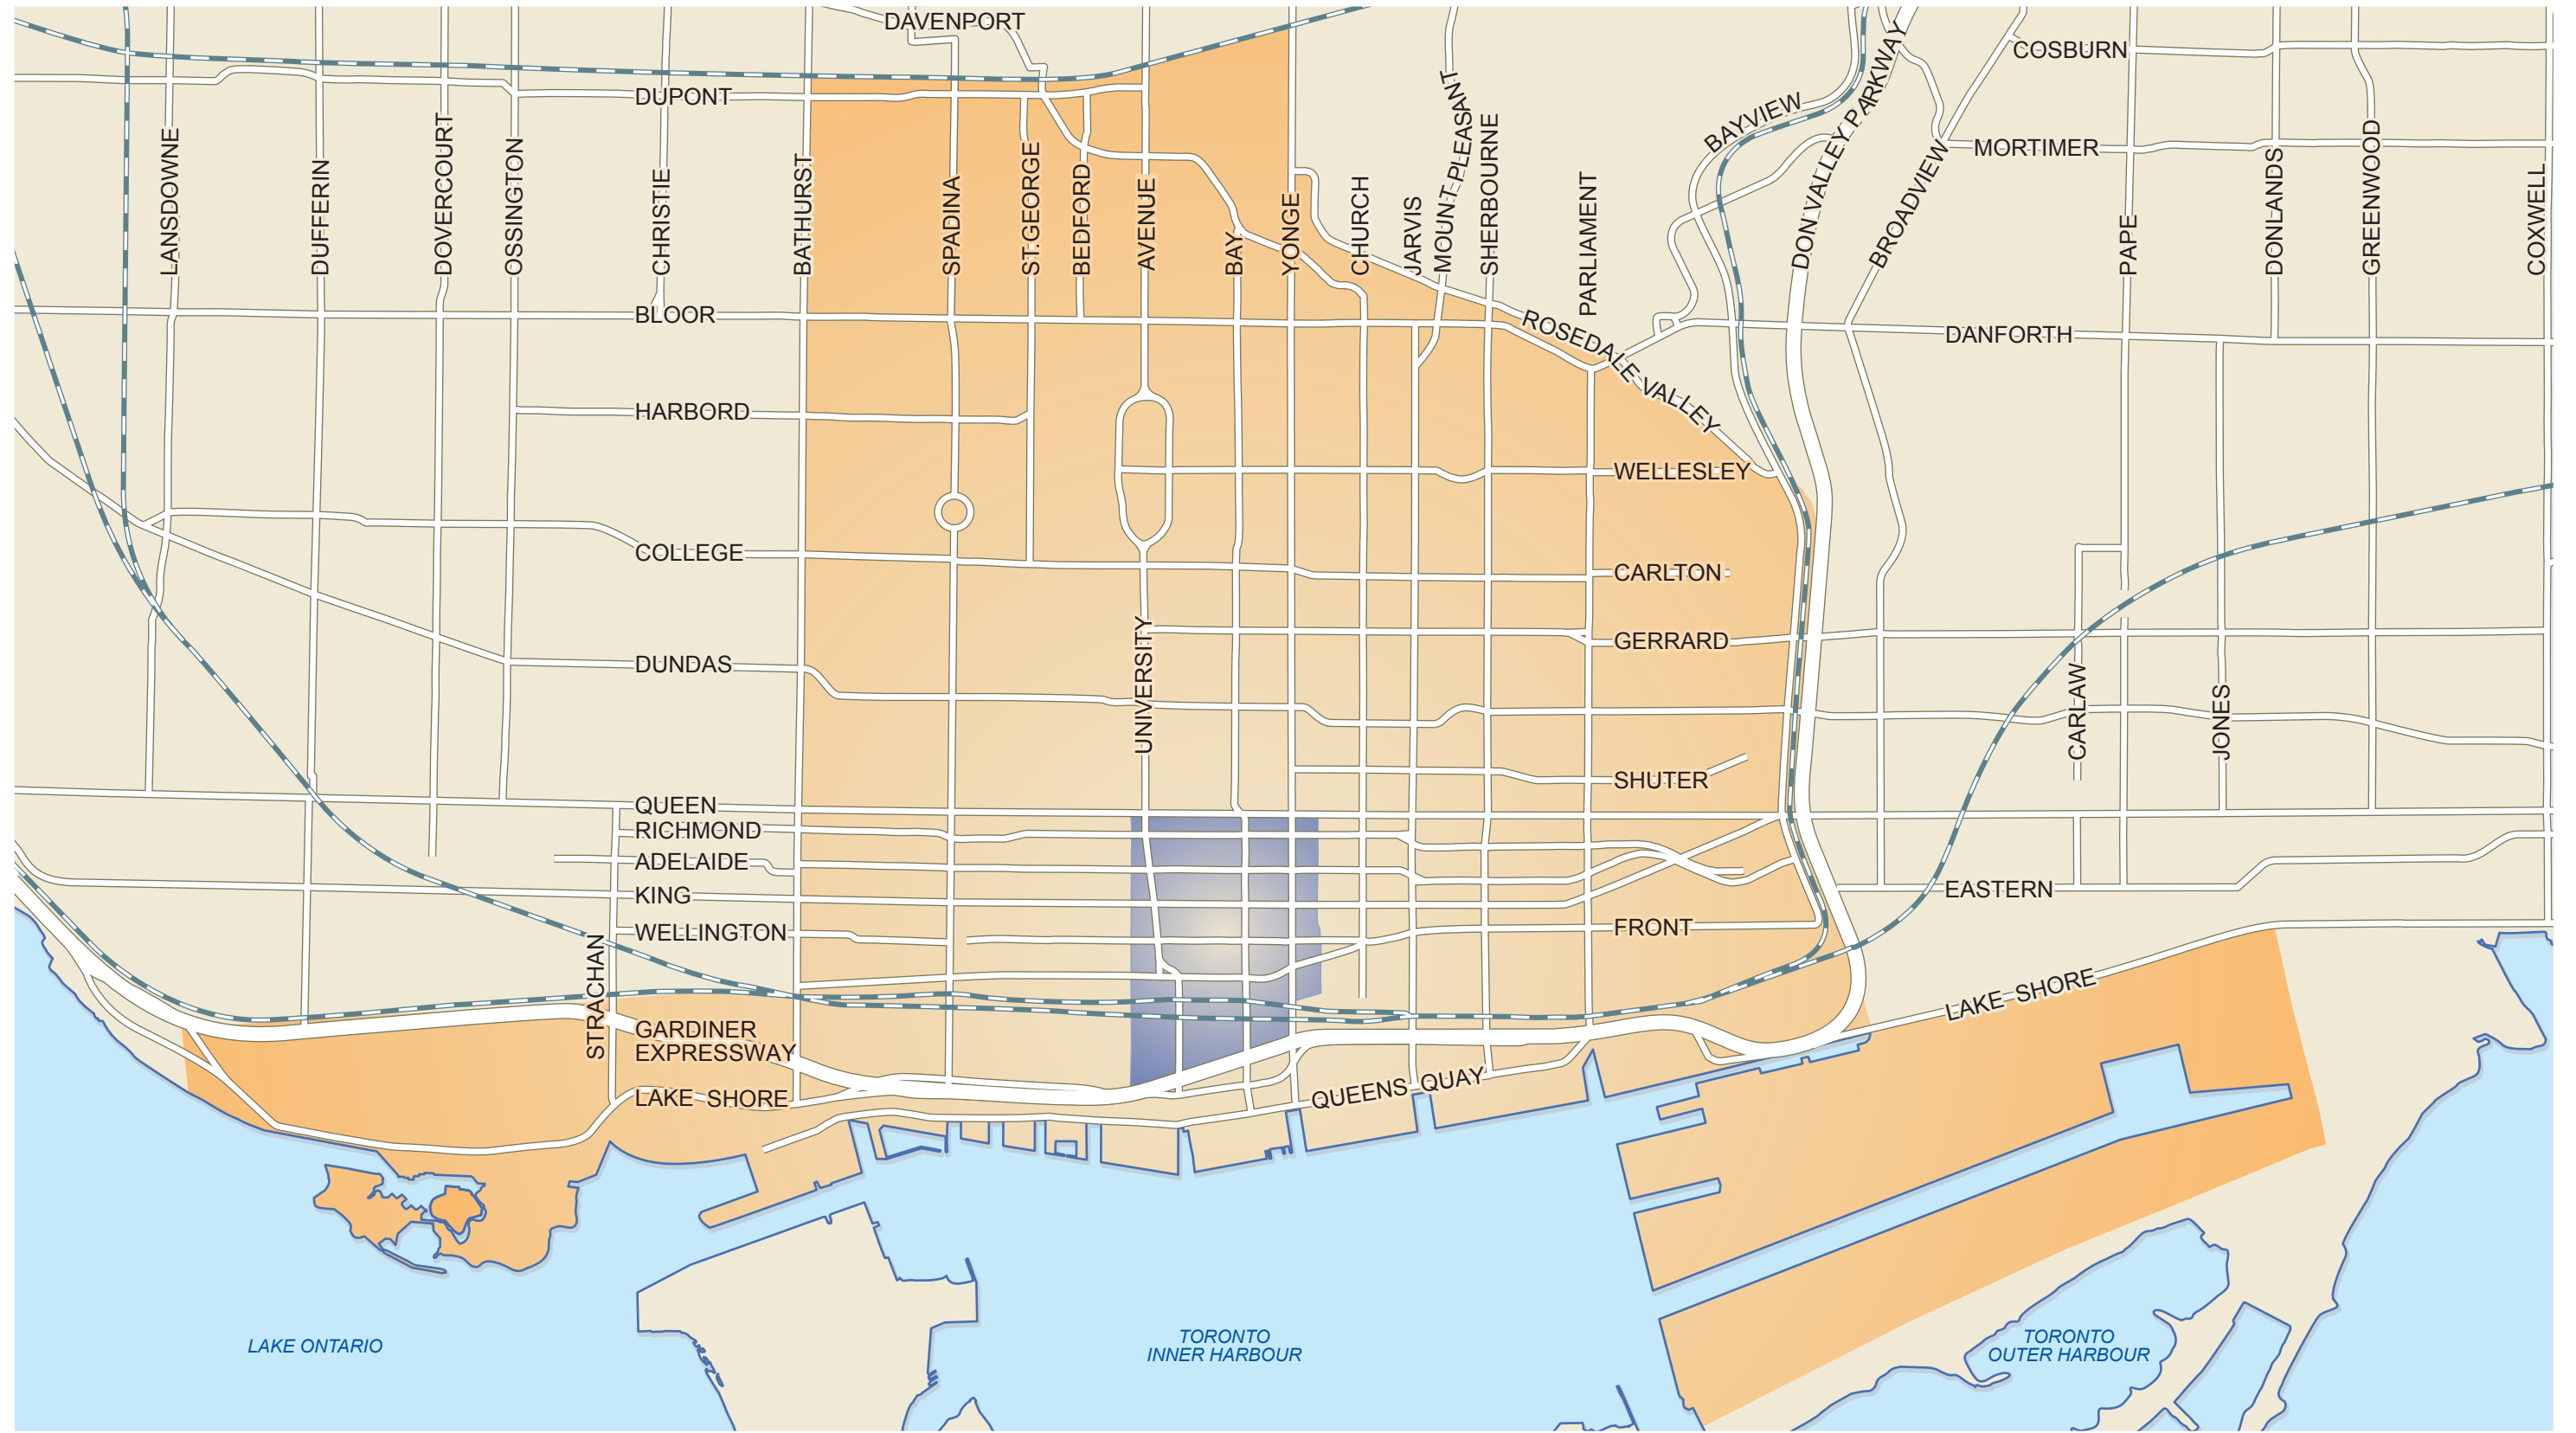 DAVENPORT
COSBURN
DUPONT
BAYVIEW
DON VALLEY PARKWAY
MOUNT PLEASANT
MORTIMER
LANSDOWNE
DUFFERIN
DOVERCOURT
OSSINGTON
CHRISTIE
BATHURST
SPADINA
ST.GEORGE
BEDFORD
AVENUE
BAY
YONGE
CHURCH
JARVIS
SHERBOURNE
PARLIAMENT
BROADVIEW
PAPE
DONLANDS
GREENWOOD
COXWELL
BLOOR
ROSEDALE VALLEY
DANFORTH
HARBORD
WELLESLEY
COLLEGE
CARLTON
UNIVERSITY
GERRARD
DUNDAS
CARLAW
JONES
SHUTER
QUEEN
RICHMOND
ADELAIDE
KING
EASTERN
WELLINGTON
FRONT
STRACHAN
LAKE SHORE
GARDINER
EXPRESSWAY
LAKE SHORE
QUEENS QUAY
LAKE ONTARIO
TORONTO
INNER HARBOUR
TORONTO
OUTER HARBOUR